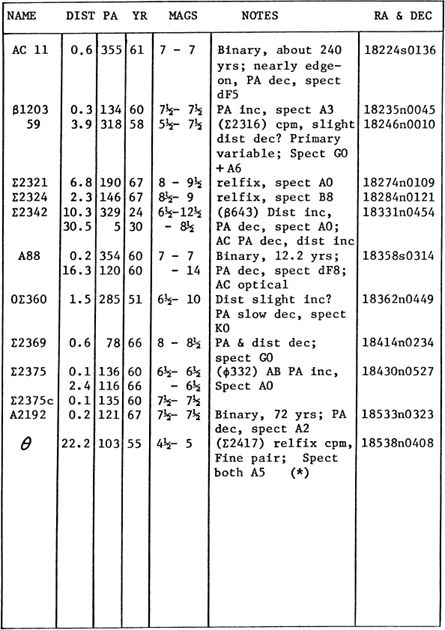 NAME DIST PA YR MAGS NOTES RA & DEC
AC 11 0.6 355 61 7 - 7 Binary, about 240 18224s0136
yrs; nearly edge-
on, PA dec, spect
dF5
β1203 0.3 134 60 7½- 7½ PA inc, spect A3 18235n0045
59 3.9 318 58 5½- 7½ (Σ2316) cpm, slight 18246n0010
dist dec? Primary
variable; Spect G0
+A6
Σ2321 6.8 190 67 8 - 9½ relfix, spect A0 18274n0109
Σ2324 2.3 146 67 8½- 9 relfix, spect B8 18284n0121
Σ2342 10.3 329 24 6½-12½ (β643) Dist inc, 18331n0454
30.5 5 30 - 8½ PA dec, spect A0;
AC PA dec, dist inc
A88 0.2 354 60 7 - 7 Binary, 12.2 yrs; 18358s0314
16.3 120 60 - 14 PA dec, spect dF8;
AC optical
OΣ360 1.5 285 51 6½- 10 Dist slight inc? 18362n0449
PA slow dec, spect
K0
Σ2369 0.6 78 66 8 - 8½ PA & dist dec; 18414n0234
spect G0
Σ2375 0.1 136 60 6½- 6½ (φ332) AB PA inc, 18430n0527
2.4 116 66 - 6½ Spect A0
Σ2375c 0.1 135 60 7½- 7½
A2192 0.2 121 67 7½- 7½ Binary, 72 yrs; PA 18533n0323
dec, spect A2
θ 22.2 103 55 4½- 5 (Σ2417) relfix cpm, 18538n0408
Fine pair; Spect
both A5 (*)